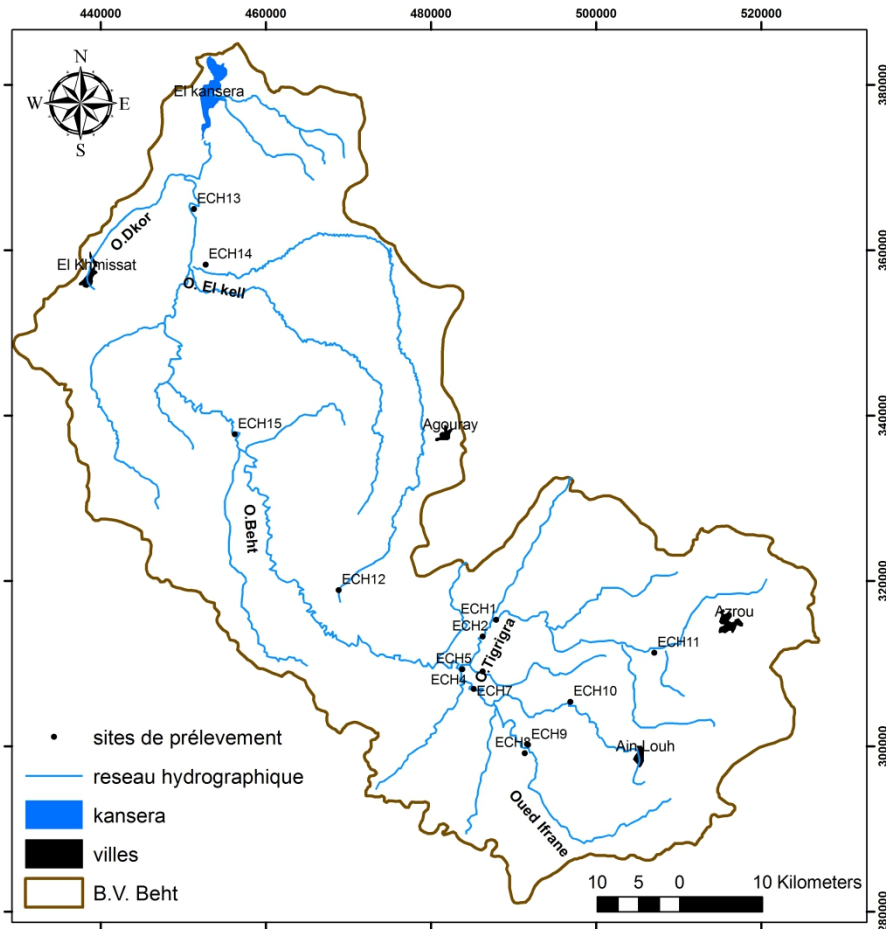 440000 460000 480000 500000 520000
N
W E
S
380000
El kansera
ECH13
O.Dkor
ECH14
360000
El Khmissat
O. El kell
ECH15
Agouray
340000
O.Beht
ECH12
320000
ECH1
Azrou
ECH2
O.Tigrigra
ECH11
ECH5
ECH4
ECH7
ECH10
ECH9
ECH8
Ain Louh
300000
Oued Ifrane
sites de prélevement
reseau hydrographique
kansera
villes
B.V. Beht
10 5 0 10 Kilometers
280000